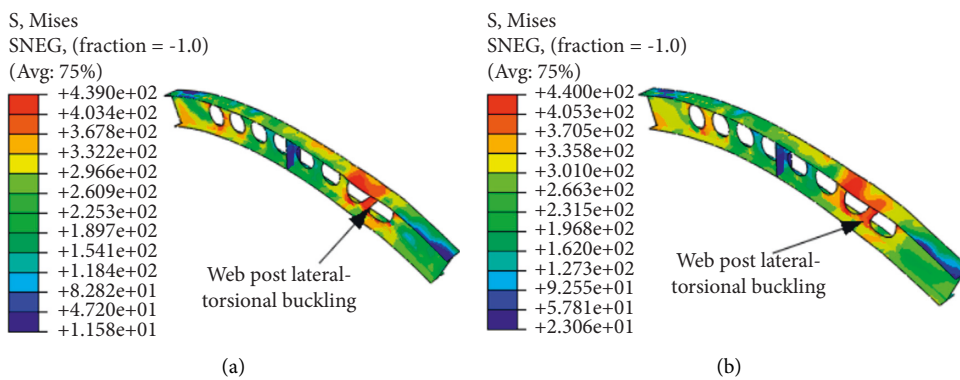 S, Mises
SNEG, (fraction = -1.0)
(Avg: 75%)
+4.390e+02
+4.034e+02
+3.678e+02
+3.322e+02
+2.966e+02
+2.609e+02
+2.253e+02
+1.897e+02
+1.541e+02
+1.184e+02
+8.282e+01
+4.720e+01
+1.158e+01
Web post lateral-
torsional buckling
(a)
S, Mises
SNEG, (fraction = -1.0)
(Avg: 75%)
+4.400e+02
+4.053e+02
+3.705e+02
+3.358e+02
+3.010e+02
+2.663e+02
+2.315e+02
+1.968e+02
+1.620e+02
+1.273e+02
+9.255e+01
+5.781e+01
+2.306e+01
Web post lateral-
torsional buckling
(b)